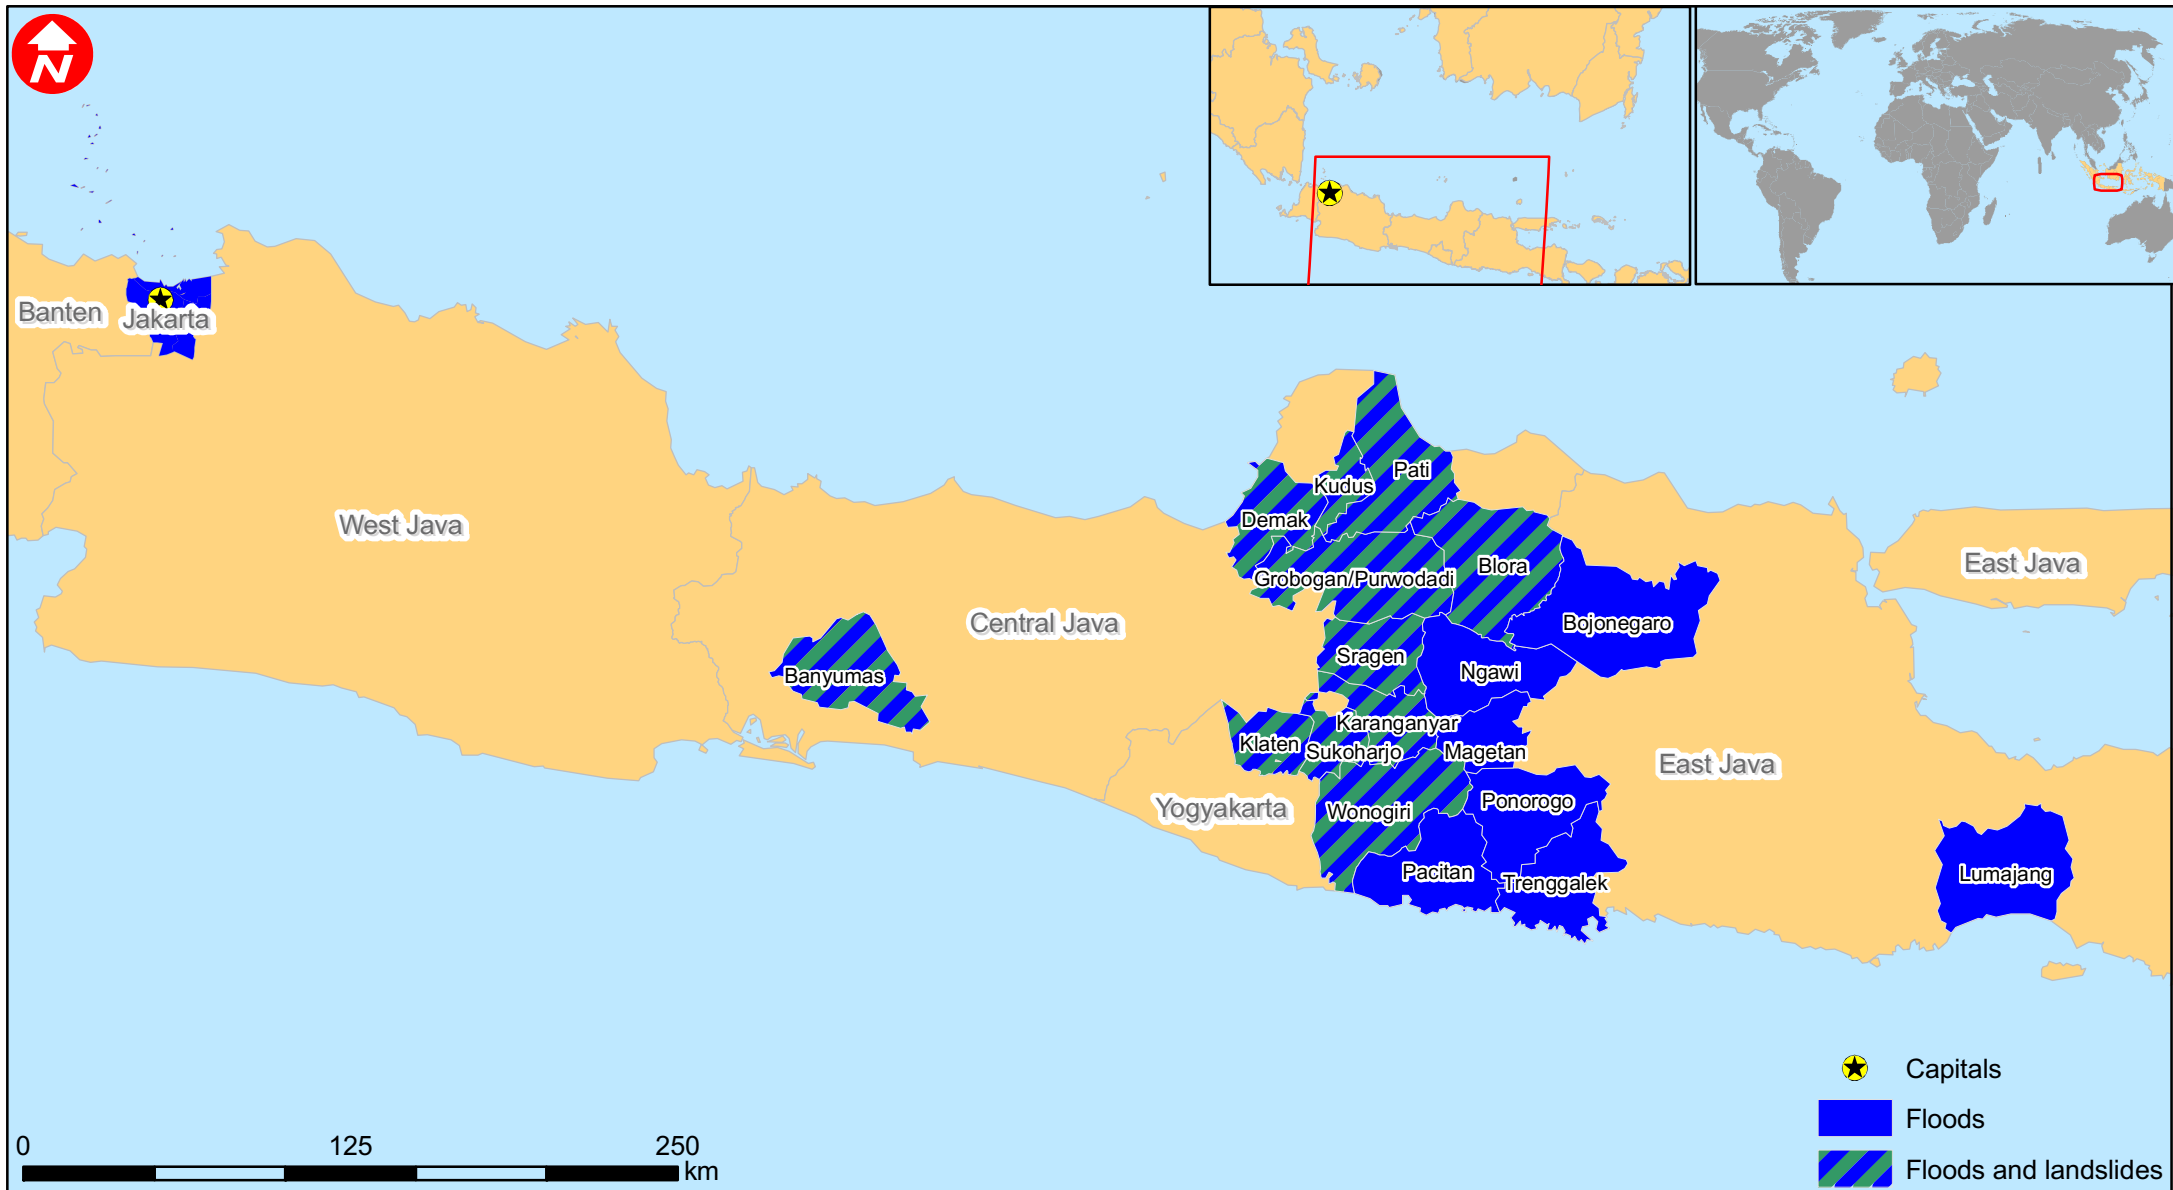 N
Banten
Jakarta
West Java
Pati
Kudus
Demak
East Java
Blora
Grobogan/Purwodadi
Central Java
Bojonegaro
Sragen
Ngawi
Banyumas
Karanganyar
Klaten
Sukoharjo
Magetan
East Java
Yogyakarta
Ponorogo
Wonogiri
Pacitan
Trenggalek
Lumajang
Capitals
Floods
Floods and landslides
0 125 250
km